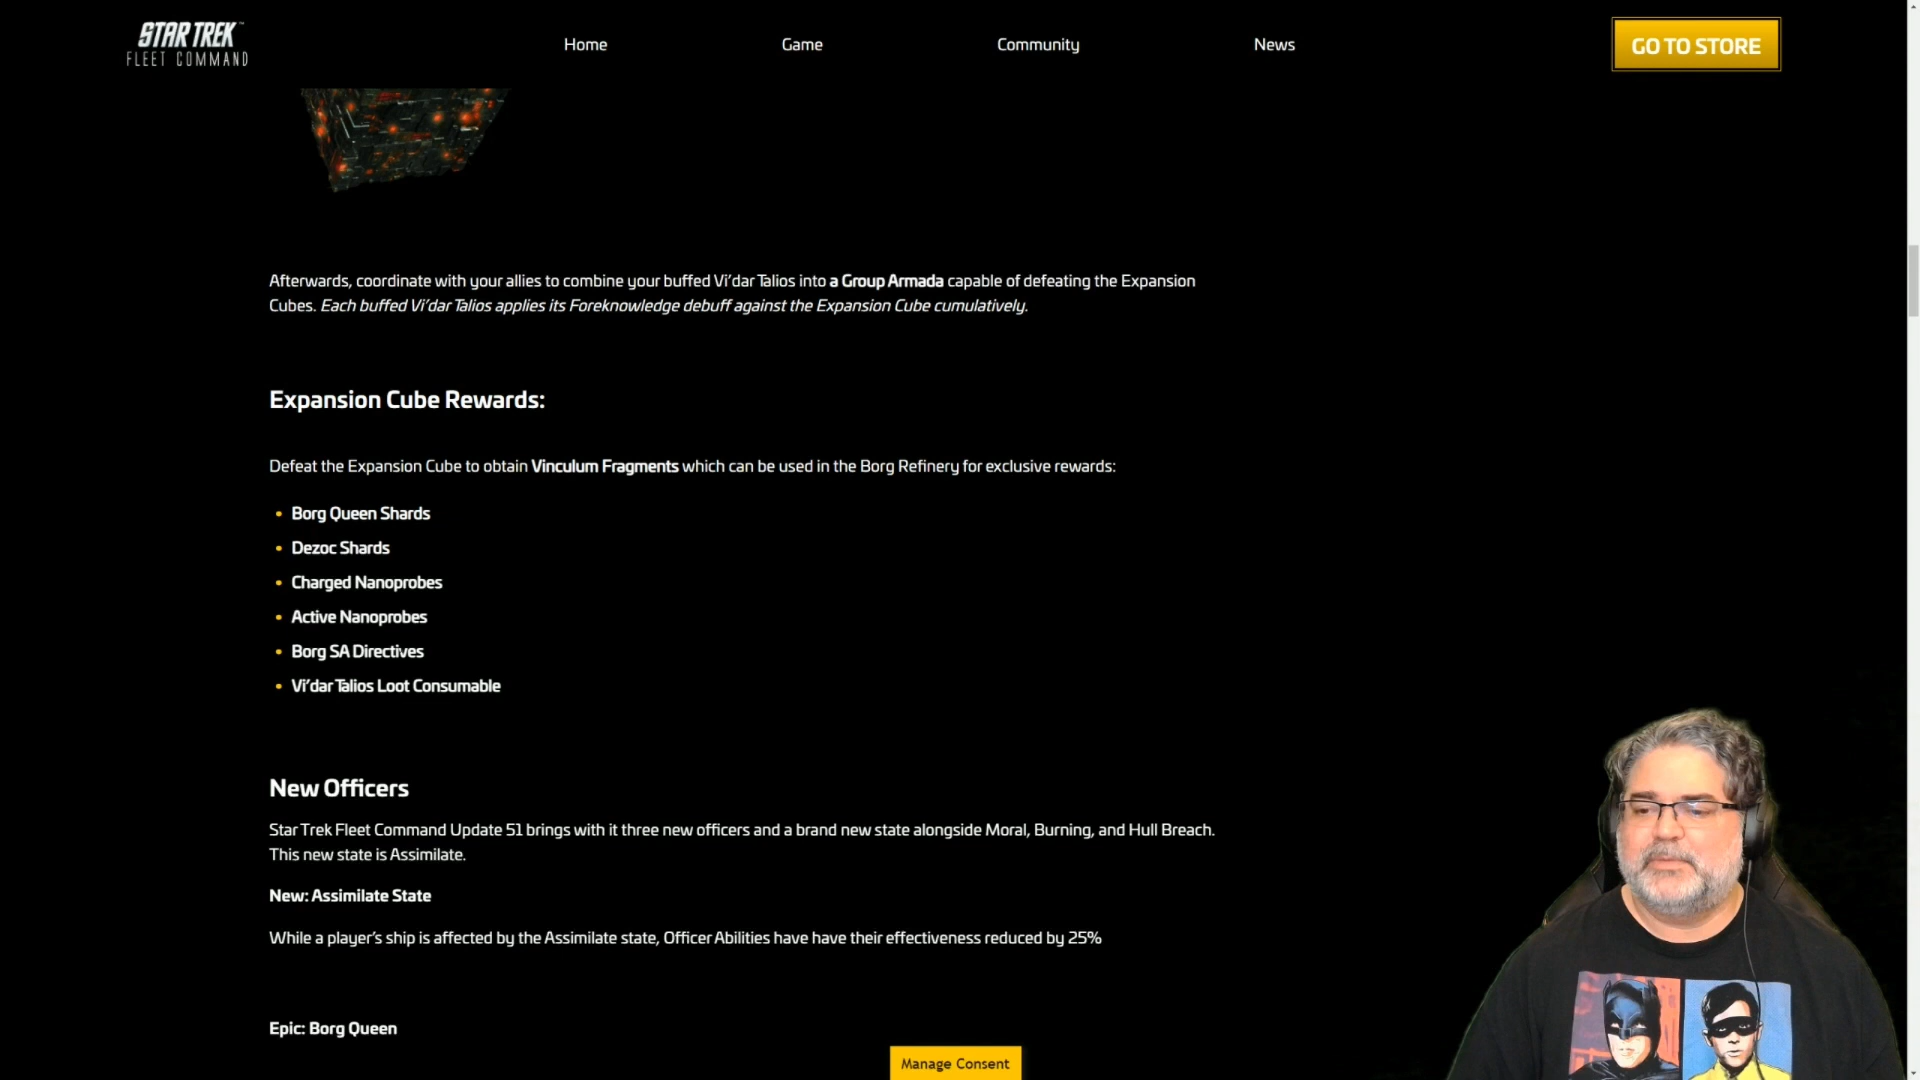 STAR TREK™
FLEET COMMAND
Home
Game
Community
News
GO TO STORE
Afterwards, coordinate with your allies to combine your buffed Vi'dar Talios into a Group Armada capable of defeating the Expansion
Cubes. Each buffed Vi'dar Talios applies its Foreknowledge debuff against the Expansion Cube cumulatively.
Expansion Cube Rewards:
Defeat the Expansion Cube to obtain Vinculum Fragments which can be used in the Borg Refinery for exclusive rewards:
• Borg Queen Shards
• Dezoc Shards
• Charged Nanoprobes
• Active Nanoprobes
• Borg SA Directives
• Vi'dar Talios Loot Consumable
New Officers
Star Trek Fleet Command Update 51 brings with it three new officers and a brand new state alongside Moral, Burning, and Hull Breach.
This new state is Assimilate.
New: Assimilate State
While a player's ship is affected by the Assimilate state, Officer Abilities have have their effectiveness reduced by 25%
Epic: Borg Queen
Manage Consent